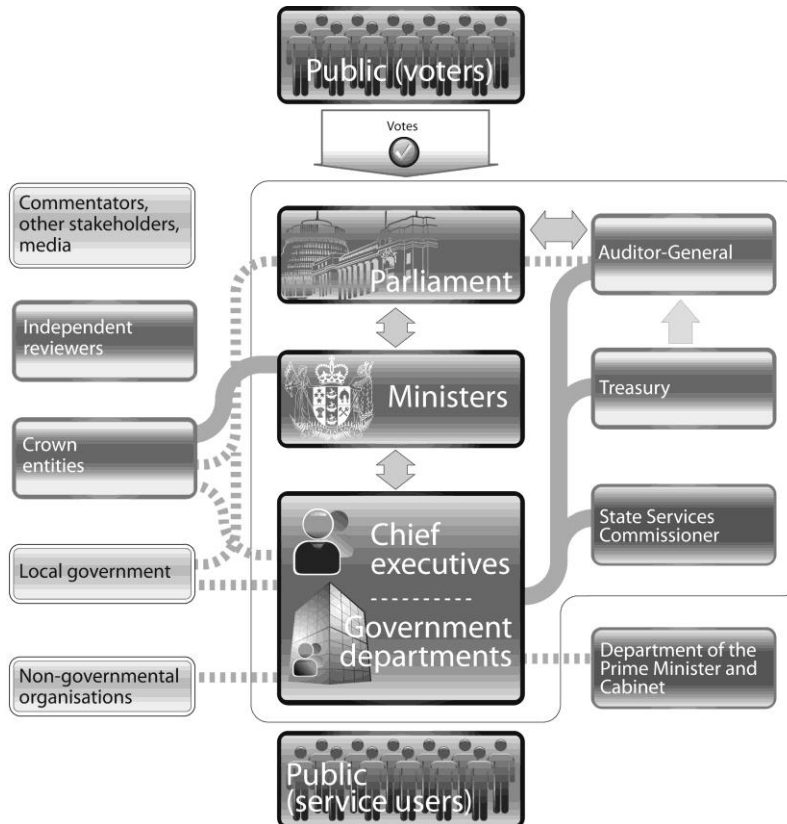 Public (voters)
Votes
Commentators,
other stakeholders,
media
Parliament
Auditor-General
Independent
reviewers
Ministers
Treasury
Crown
entities
Chief
executives
State Services
Commissioner
Local government
Government
departments
Non-governmental
organisations
Department of the
Prime Minister and
Cabinet
Public
(service users)